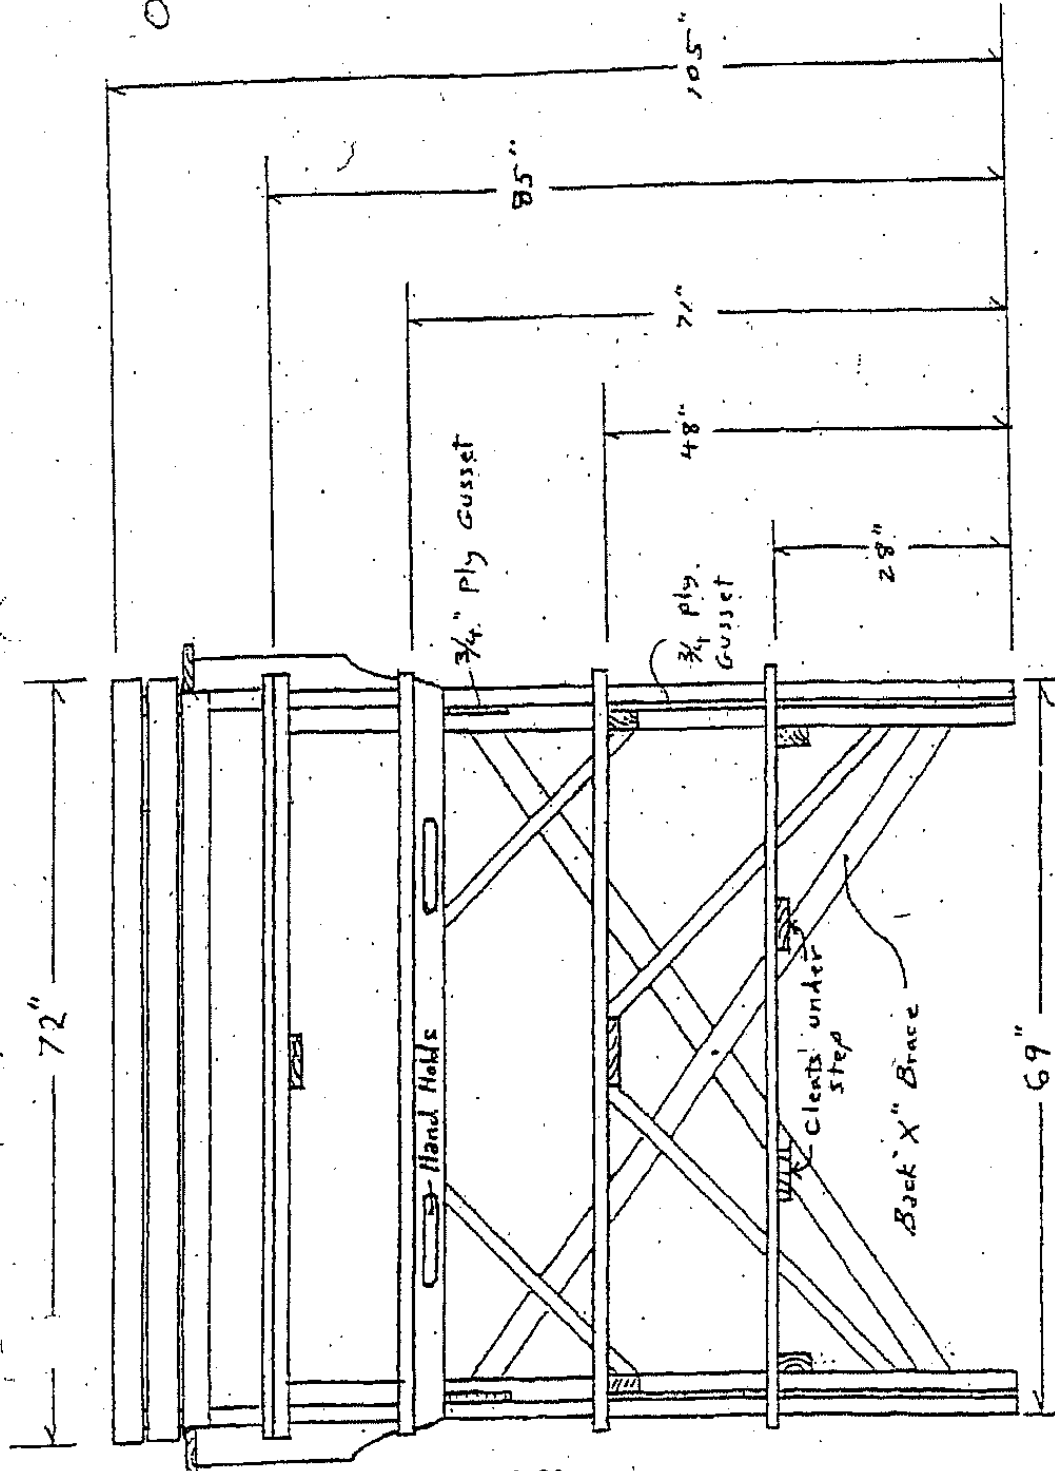 72"
105"
85"
71"
48"
28"
3/4" Ply Gusset
3/4 Ply.
Gusset
Hand Holds
Cleats under
step
Back "X" Brace
69"